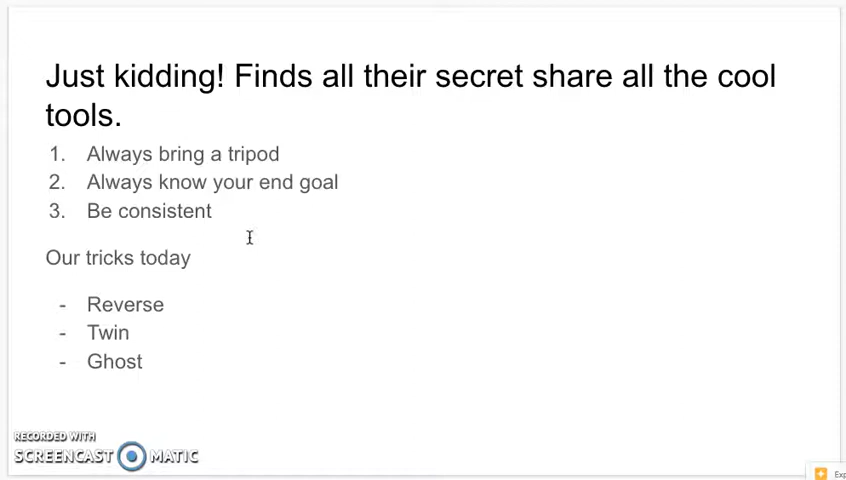 Just kidding! Finds all their secret share all the cool
tools.
1. Always bring a tripod
2. Always know your end goal
3. Be consistent
Our tricks today
- Reverse
- Twin
- Ghost
RECORDED WITH
SCREENCAST MATIC
Exp